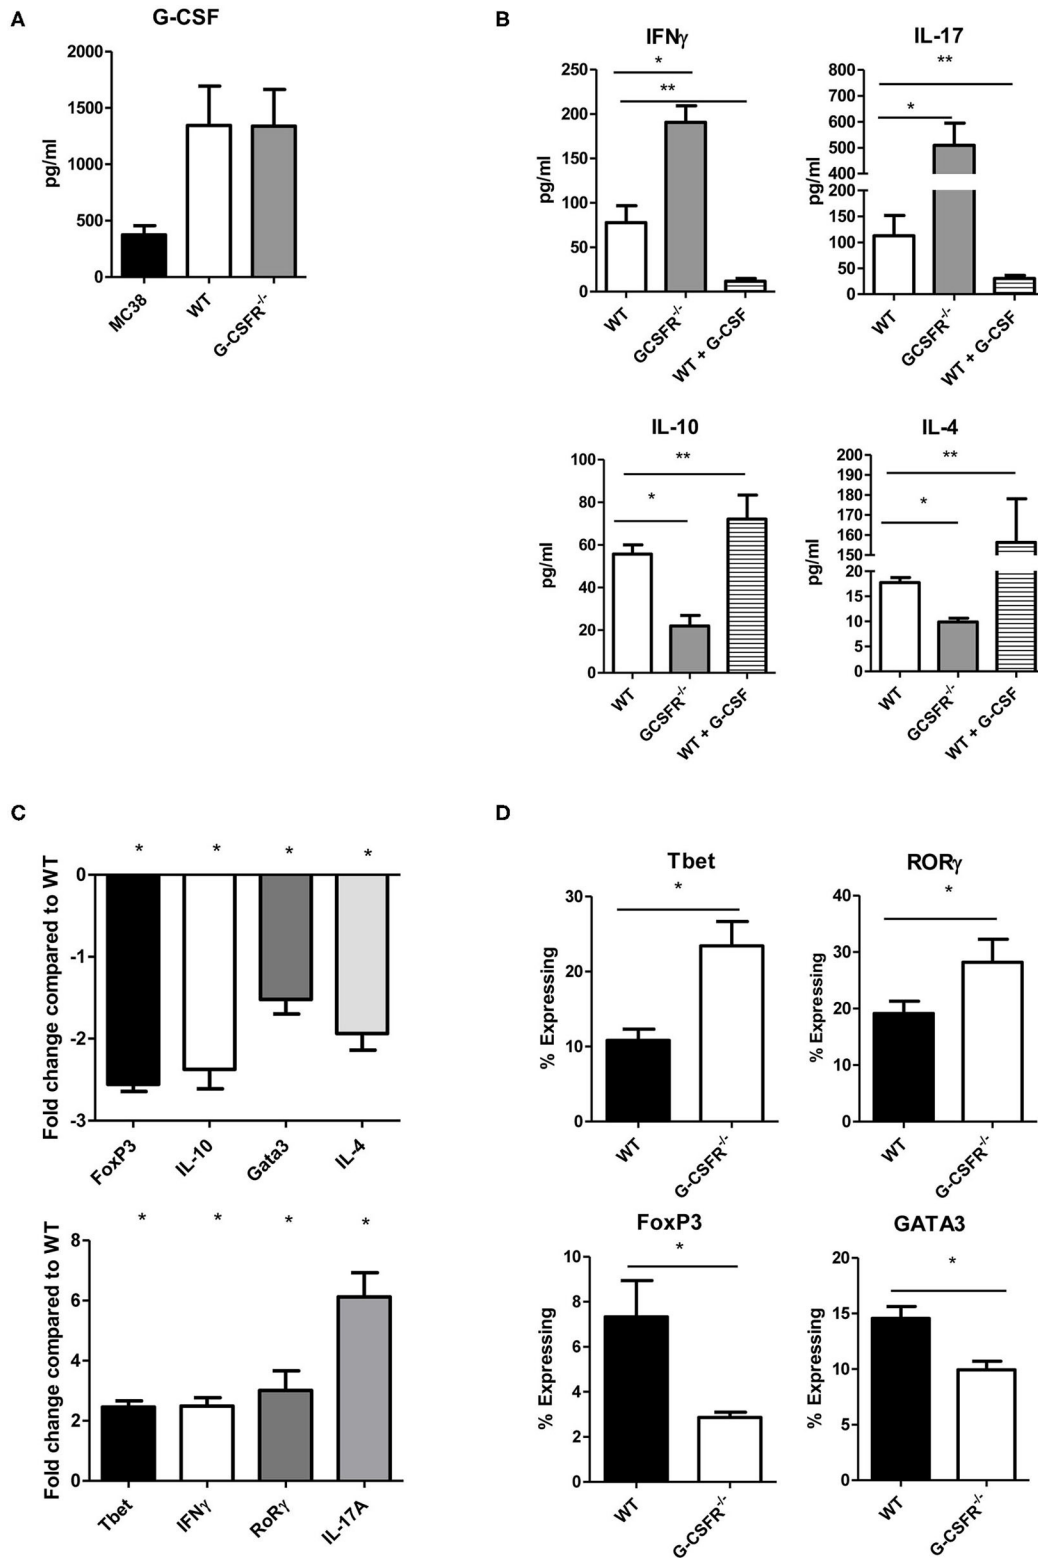 A
G-CSF
pg/ml
2000
1500
1000
500
0
MC38
WT
G-CSFR-/-
B
IFNγ
pg/ml
250
200
150
100
50
0
*
**
WT
GCSFR-/-
WT + G-CSF
IL-17
pg/ml
800
700
600
500
400
200
150
100
50
0
**
*
WT
GCSFR-/-
WT + G-CSF
IL-10
pg/ml
100
80
60
40
20
0
**
*
WT
GCSFR-/-
WT + G-CSF
IL-4
pg/ml
200
190
180
170
160
150
20
15
10
5
0
**
*
WT
GCSFR-/-
WT + G-CSF
C
Fold change compared to WT
* * * *
0
-1
-2
-3
FoxP3
IL-10
Gata3
IL-4
Fold change compared to WT
* * * *
8
6
4
2
0
Tbet
IFNγ
RoRγ
IL-17A
D
Tbet
% Expressing
30
20
10
0
*
WT
G-CSFR-/-
RORγ
% Expressing
40
30
20
10
0
*
WT
G-CSFR-/-
FoxP3
% Expressing
10
8
6
4
2
0
*
WT
G-CSFR-/-
GATA3
% Expressing
20
15
10
5
0
*
WT
G-CSFR-/-